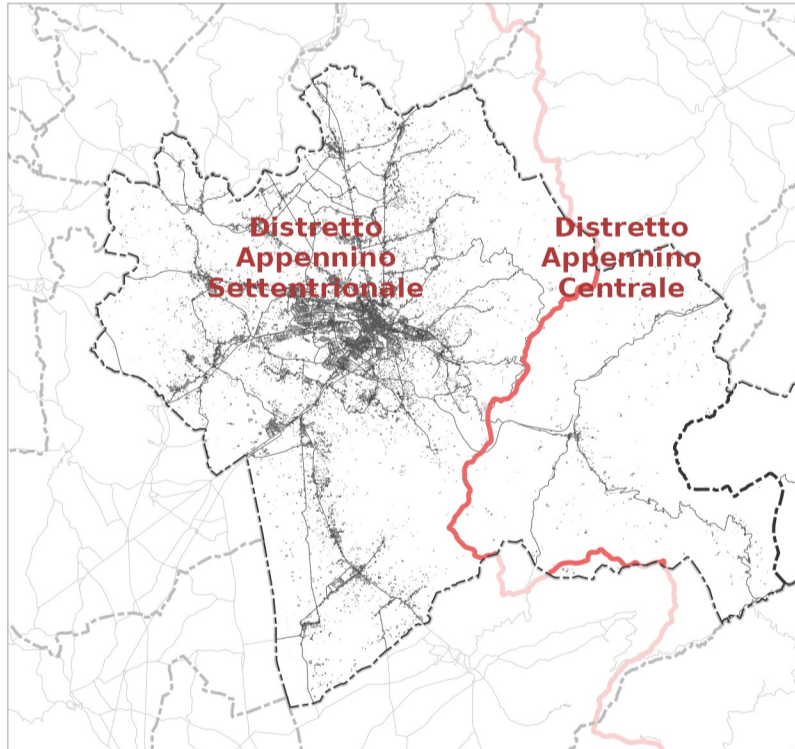 Distretto
Appennino
Settentrionale
Distretto
Appennino
Centrale